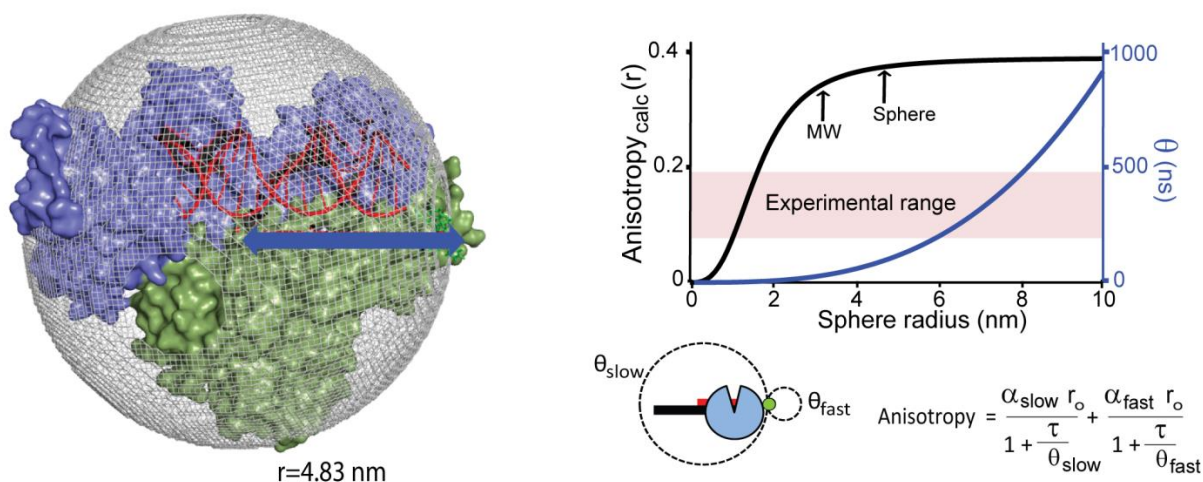 r=4.83 nm
Anisotropy_calc (r)
0.4
0.2
0
1000
500
0
θ (ns)
MW
Sphere
Experimental range
0 2 4 6 8 10
Sphere radius (nm)
θ_slow
θ_fast
Anisotropy = α_slow r_o / (1 + τ/θ_slow) + α_fast r_o / (1 + τ/θ_fast)